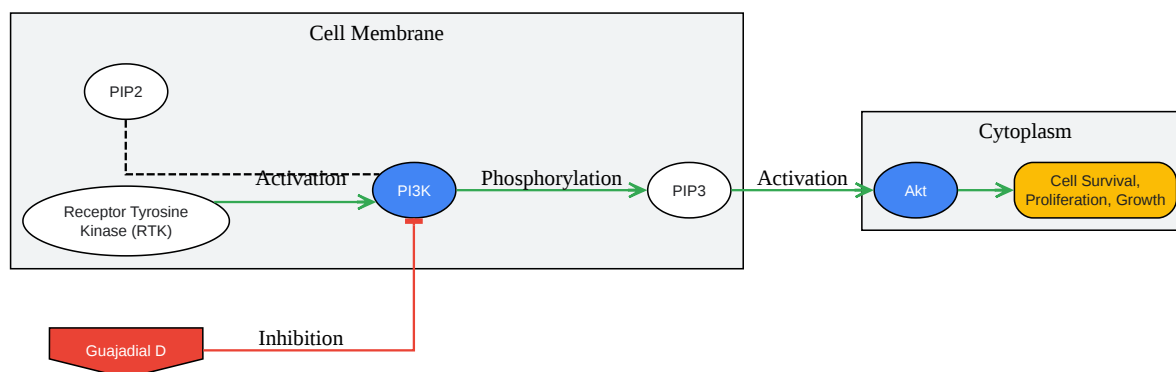 Cell Membrane
PIP2
Cytoplasm
Activation
PI3K
Phosphorylation
PIP3
Activation
Akt
Cell Survival,
Proliferation, Growth
Receptor Tyrosine
Kinase (RTK)
Inhibition
Guajadial D